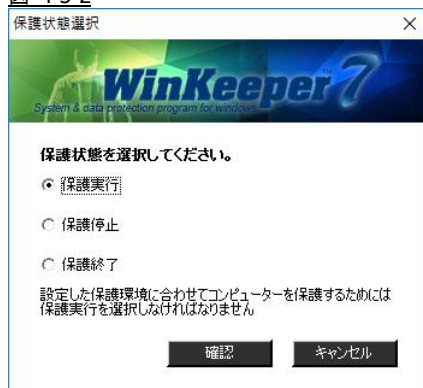 図 4-3-2
保護状態選択
WinKeeper 7
System & data protection program for windows
保護状態を選択してください。
保護実行
保護停止
保護終了
設定した保護環境に合わせてコンピューターを保護するためには
保護実行を選択しなければなりません
確認
キャンセル